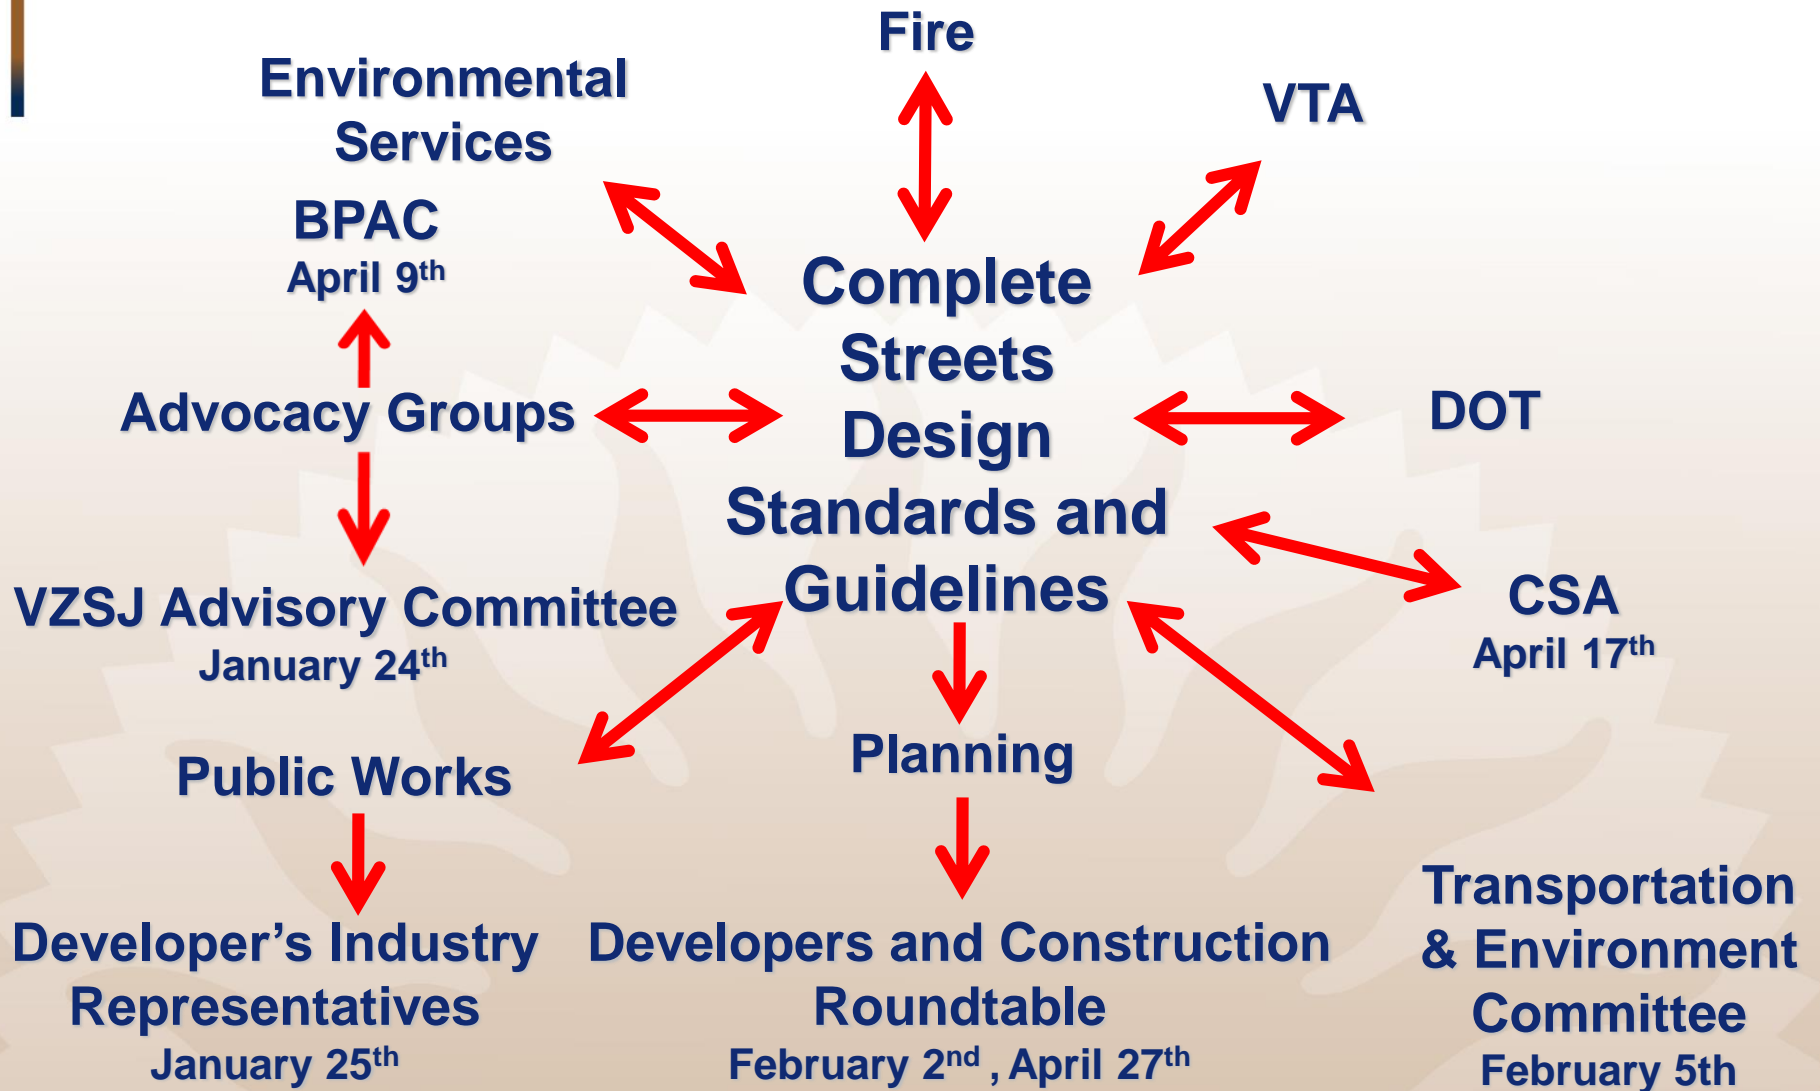 Fire
Environmental
Services
VTA
BPAC
April 9th
Complete
Streets
Design
Standards and
Guidelines
Advocacy Groups
DOT
VZSJ Advisory Committee
January 24th
CSA
April 17th
Public Works
Planning
Developer’s Industry
Representatives
January 25th
Developers and Construction
Roundtable
February 2nd , April 27th
Transportation
& Environment
Committee
February 5th